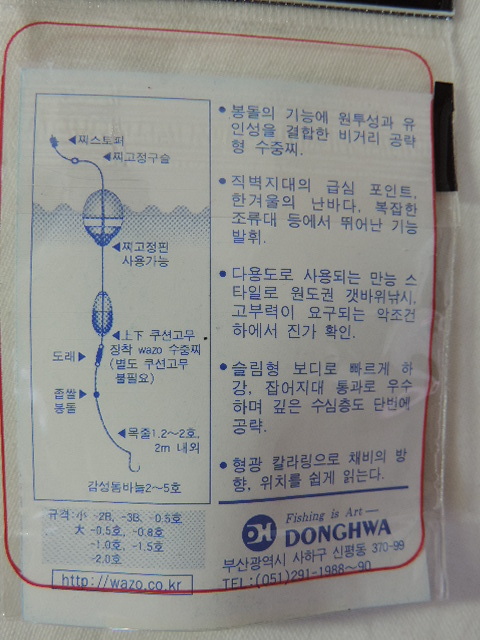 찌스토퍼
찌고정구슬
찌고정핀
사용가능
上下 쿠션고무
장착 wazo 수중찌
(별도 쿠션고무
불필요)
도래
좁쌀
봉돌
목줄1.2~2호,
2m 내외
감성돔바늘2~5호
규격:小 -2B, -3B, -0.5호
大 -0.5호, -0.8호
-1.0호, -1.5호
-2.0호
http://wazo.co.kr
• 봉돌의 기능에 원투성과 유
인성을 결합한 비거리 공략
형 수중찌.
• 직벽지대의 급심 포인트,
한겨울의 난바다, 복잡한
조류대 등에서 뛰어난 기능
발휘.
• 다용도로 사용되는 만능 스
타일로 원도권 갯바위낚시,
고부력이 요구되는 악조건
하에서 진가 확인.
• 슬림형 보디로 빠르게 하
강, 잡어지대 통과로 우수
하며 깊은 수심층도 단번에
공략.
• 형광 칼라링으로 채비의 방
향, 위치를 쉽게 읽는다.
Fishing is Art —
DH DONGHWA
부산광역시 사하구 신평동 370-99
TEL:(051)291-1988~90